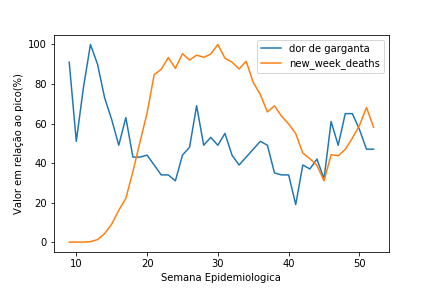 dor de garganta
new_week_deaths
Valor em relação ao pico(%)
100
80
60
40
20
0
10
20
30
40
50
Semana Epidemiologica